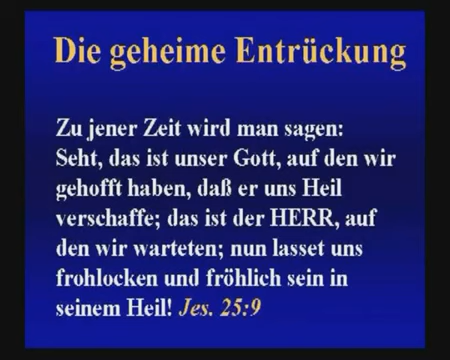 Die geheime Entrückung
Zu jener Zeit wird man sagen:
Seht, das ist unser Gott, auf den wir
gehofft haben, daß er uns Heil
verschaffe; das ist der HERR, auf
den wir warteten; nun lasset uns
frohlocken und fröhlich sein in
seinem Heil! Jes. 25:9